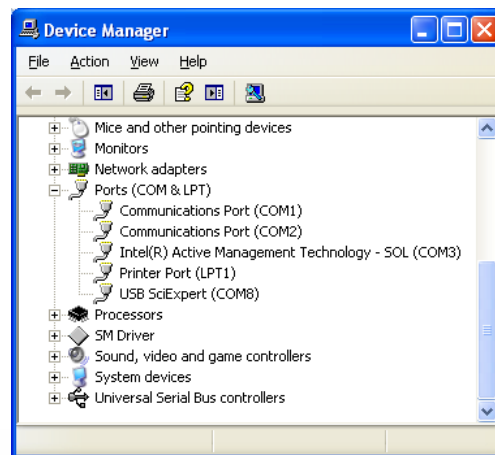 Device Manager
File Action View Help
Mice and other pointing devices
Monitors
Network adapters
Ports (COM & LPT)
Communications Port (COM1)
Communications Port (COM2)
Intel(R) Active Management Technology - SOL (COM3)
Printer Port (LPT1)
USB SciExpert (COM8)
Processors
SM Driver
Sound, video and game controllers
System devices
Universal Serial Bus controllers